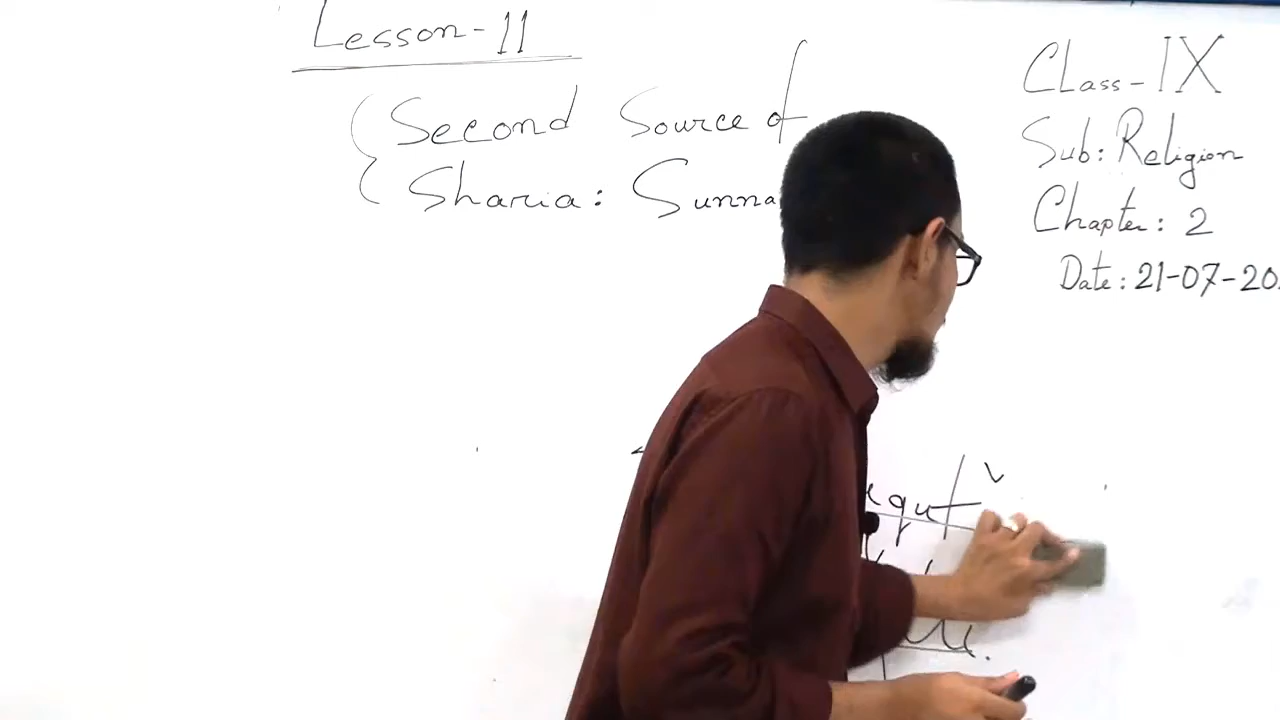 Lesson-11
Second Source of
Sharia: Sunna
Class-IX
Sub: Religion
Chapter: 2
Date: 21-07-20